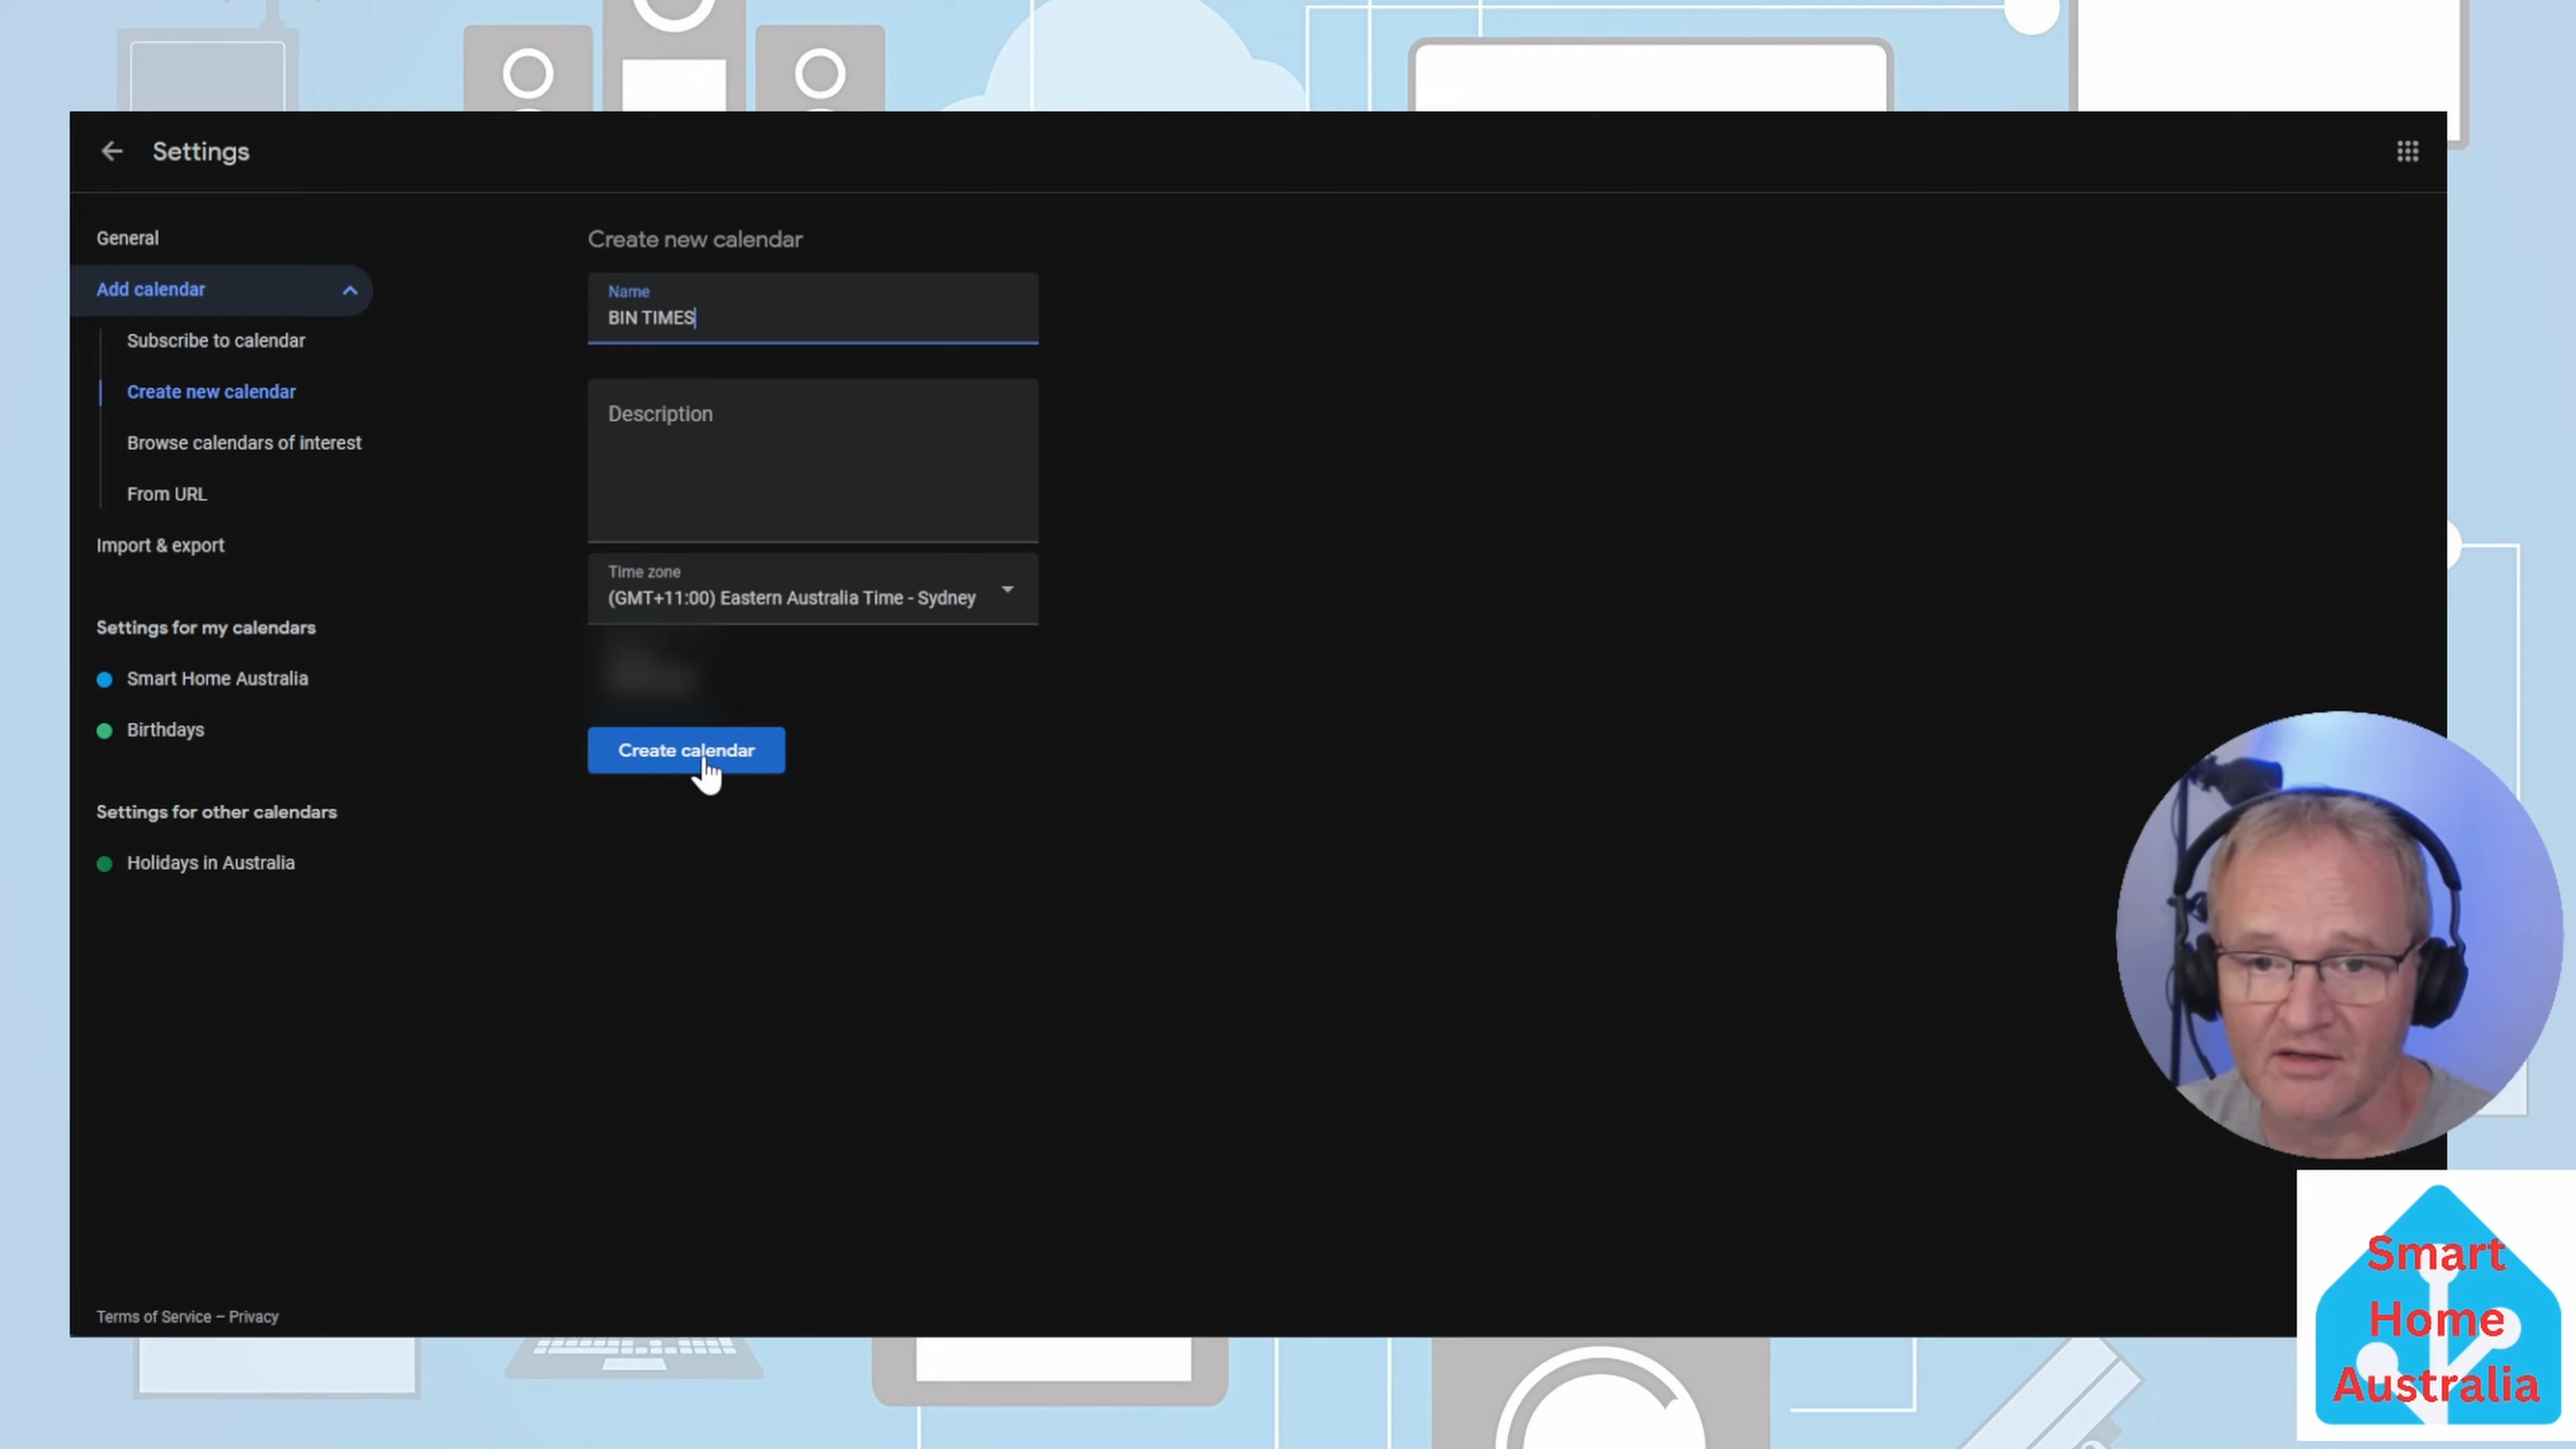 Settings
General
Add calendar
Subscribe to calendar
Create new calendar
Browse calendars of interest
From URL
Import & export
Settings for my calendars
Smart Home Australia
Birthdays
Settings for other calendars
Holidays in Australia
Terms of Service – Privacy
Create new calendar
Name
BIN TIMES
Description
Time zone
(GMT+11:00) Eastern Australia Time - Sydney
Create calendar
Smart
Home
Australia